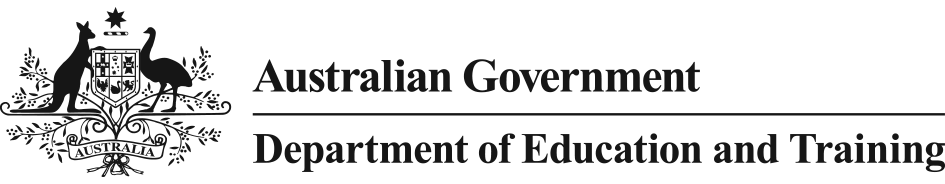 Australian Government
Department of Education and Training
AUSTRALIA